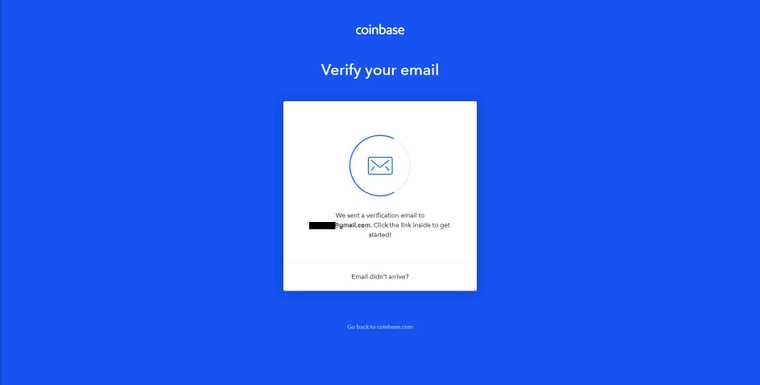 coinbase
Verify your email
We sent a verification email to
@gmail.com. Click the link inside to get
started!
Email didn't arrive?
Go back to coinbase.com